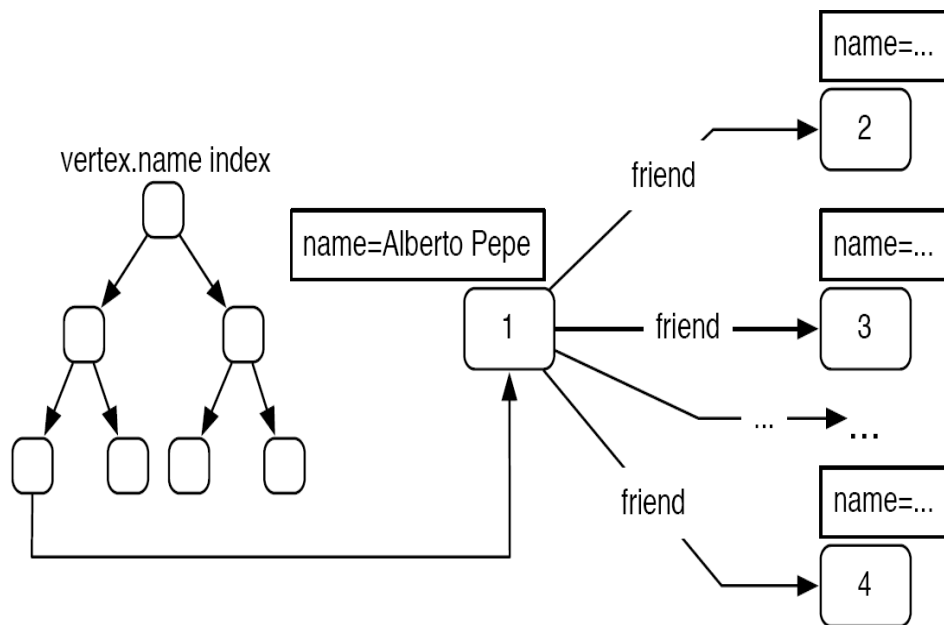 name=...
2
vertex.name index
friend
name=Alberto Pepe
name=...
1
friend
3
...
...
name=...
friend
4